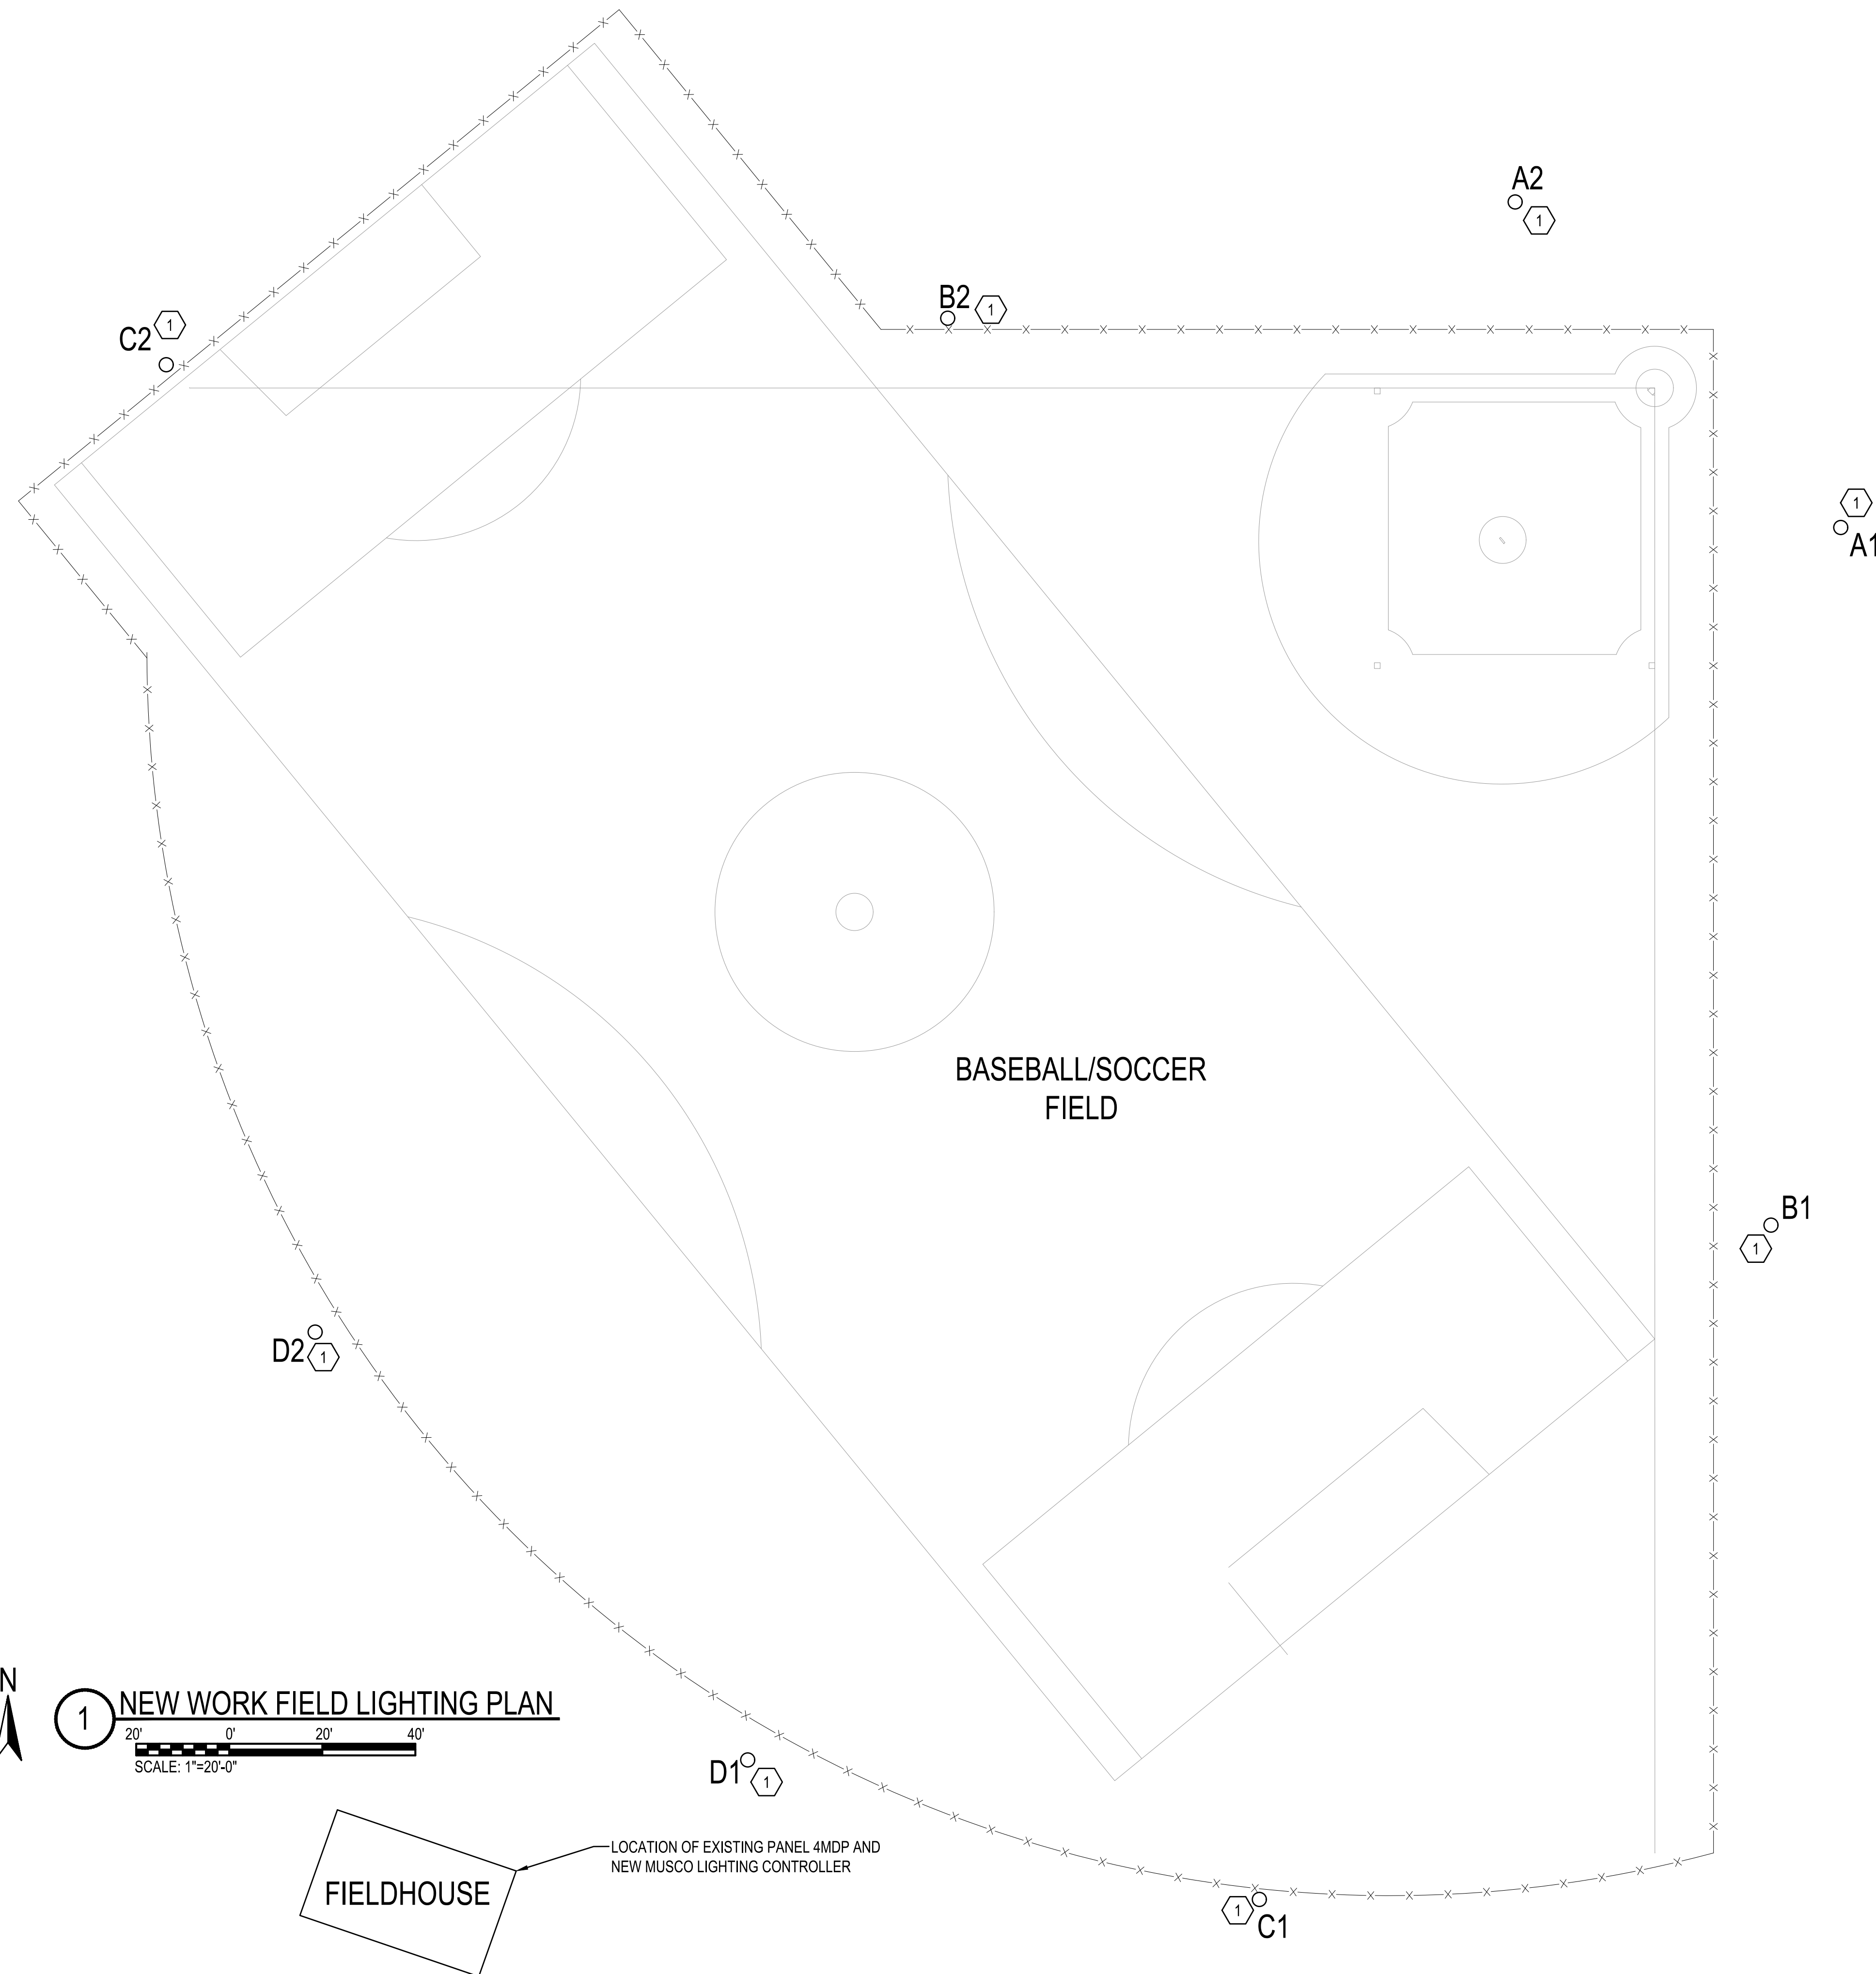 A2
1
B2
1
C2
1
1
A1
BASEBALL/SOCCER
FIELD
B1
1
D2
1
N
1
NEW WORK FIELD LIGHTING PLAN
20' 0' 20' 40'
SCALE: 1"=20'-0"
D1
1
LOCATION OF EXISTING PANEL 4MDP AND
NEW MUSCO LIGHTING CONTROLLER
FIELDHOUSE
1
C1